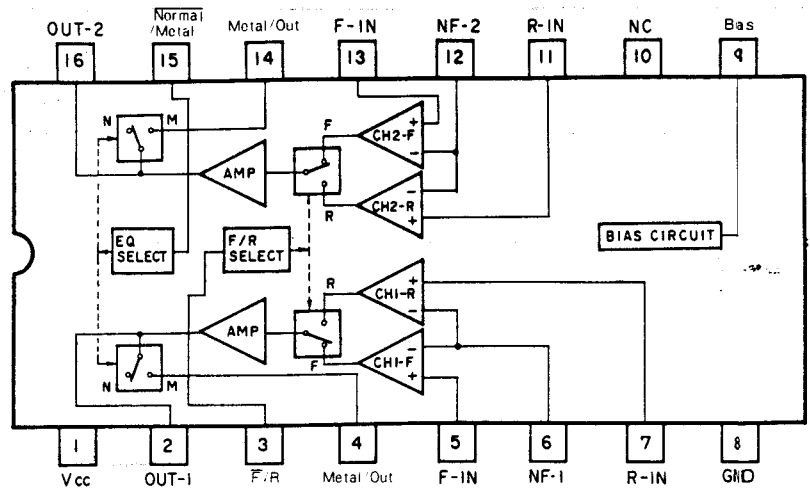 OUT-2 Normal/Metal Metal/Out F-IN NF-2 R-IN NC Bias
16 15 14 13 12 11 10 9
N M F + CH2-F -
AMP
- CH2-R +
R
EQ SELECT F/R SELECT BIAS CIRCUIT
R + CH1-R -
AMP
- CH1-F +
F
N M
1 2 3 4 5 6 7 8
Vcc OUT-1 F/R Metal/Out F-IN NF-1 R-IN GND